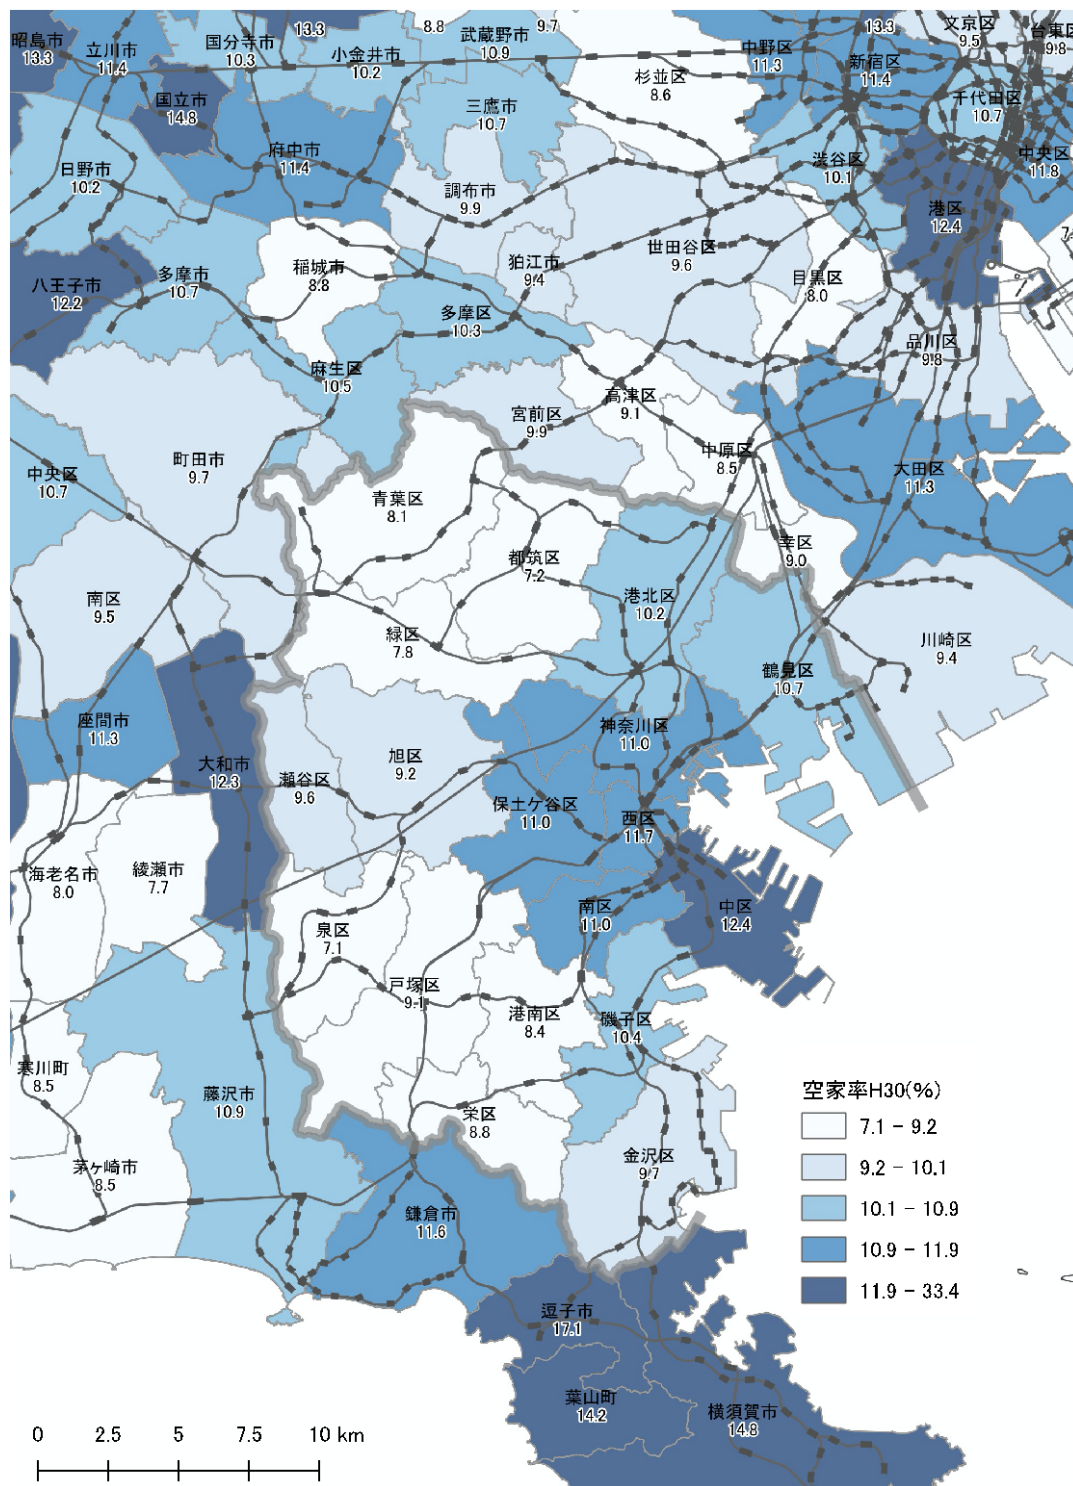 昭島市
13.3
立川市
11.4
国分寺市
10.3
13.3
小金井市
10.2
8.8
武蔵野市
10.9
9.7
杉並区
8.6
中野区
11.3
13.3
新宿区
11.4
文京区
9.5
台東区
9.8
千代田区
10.7
中央区
11.8
国立市
14.8
三鷹市
10.7
府中市
11.4
日野市
10.2
調布市
9.9
渋谷区
10.1
港区
12.4
世田谷区
9.6
狛江市
9.4
目黒区
8.0
稲城市
8.8
多摩市
10.7
八王子市
12.2
多摩区
10.3
品川区
9.8
麻生区
10.5
高津区
9.1
宮前区
9.9
中原区
8.5
大田区
11.3
町田市
9.7
中央区
10.7
青葉区
8.1
都筑区
7.2
幸区
9.0
港北区
10.2
南区
9.5
緑区
7.8
川崎区
9.4
鶴見区
10.7
座間市
11.3
神奈川区
11.0
大和市
12.3
旭区
9.2
瀬谷区
9.6
保土ケ谷区
11.0
西区
11.7
海老名市
8.0
綾瀬市
7.7
南区
11.0
中区
12.4
泉区
7.1
戸塚区
9.1
港南区
8.4
磯子区
10.4
寒川町
8.5
藤沢市
10.9
栄区
8.8
金沢区
9.7
茅ヶ崎市
8.5
鎌倉市
11.6
逗子市
17.1
葉山町
14.2
横須賀市
14.8
空家率H30(%)
7.1 - 9.2
9.2 - 10.1
10.1 - 10.9
10.9 - 11.9
11.9 - 33.4
0 2.5 5 7.5 10 km